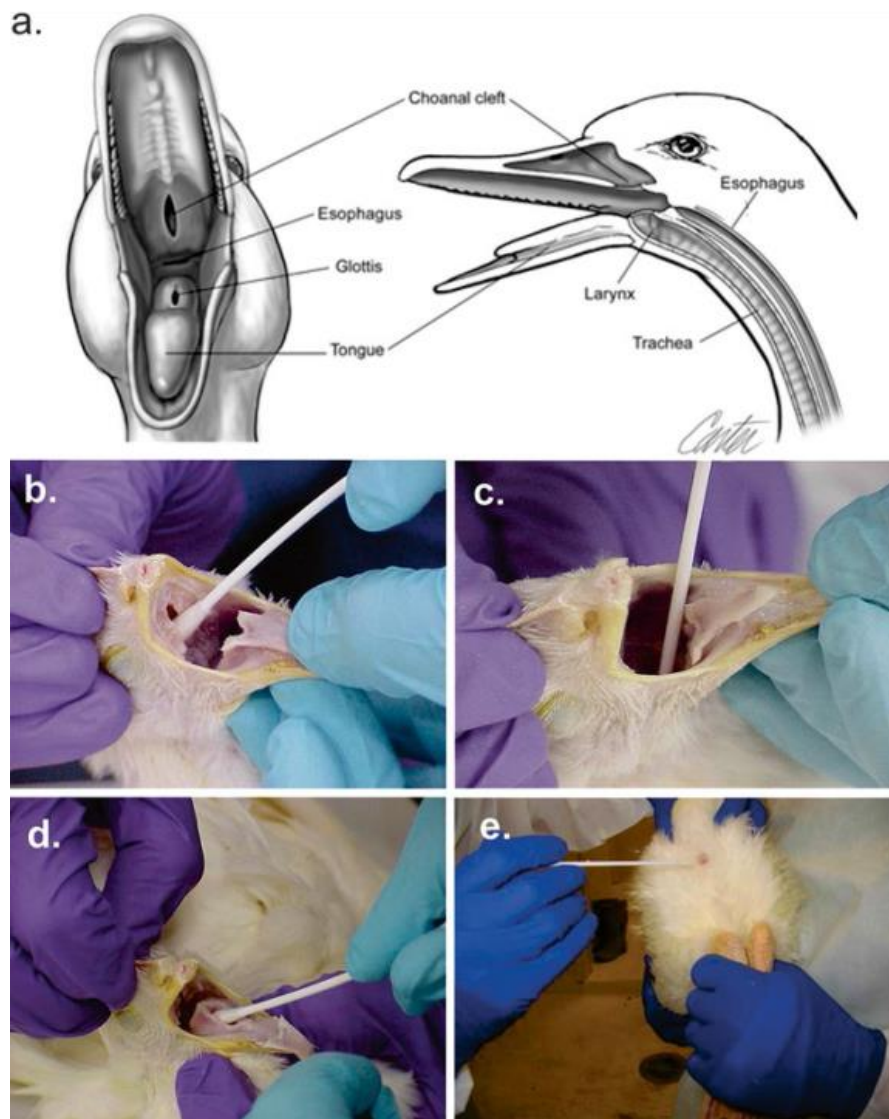 a.
Choanal cleft
Esophagus
Glottis
Tongue
Esophagus
Larynx
Trachea
Carter
b.
c.
d.
e.